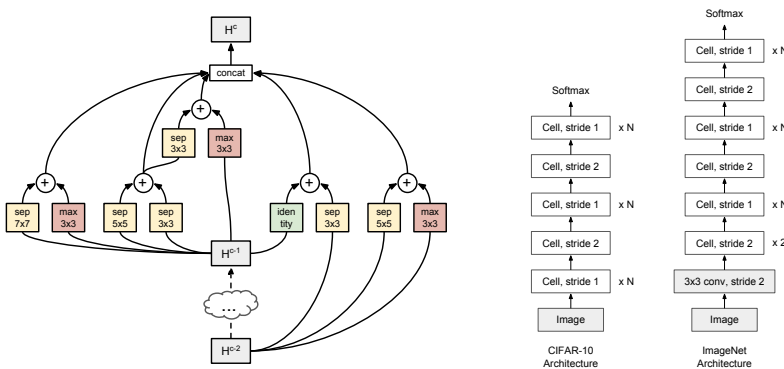 H^c
concat
+
sep
3x3
max
3x3
+
+
+
+
sep
7x7
max
3x3
sep
5x5
sep
3x3
iden
tity
sep
3x3
sep
5x5
max
3x3
H^c-1
...
H^c-2
Softmax
Cell, stride 1 x N
Cell, stride 2
Cell, stride 1 x N
Cell, stride 2
Cell, stride 1 x N
Image
CIFAR-10
Architecture
Softmax
Cell, stride 1 x N
Cell, stride 2
Cell, stride 1 x N
Cell, stride 2
Cell, stride 1 x N
Cell, stride 2 x 2
3x3 conv, stride 2
Image
ImageNet
Architecture